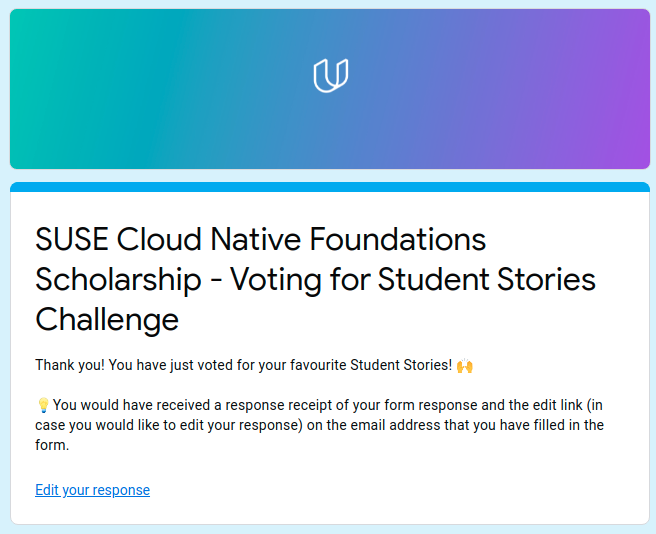 SUSE Cloud Native Foundations
Scholarship - Voting for Student Stories
Challenge
Thank you! You have just voted for your favourite Student Stories! 🙌
💡You would have received a response receipt of your form response and the edit link (in
case you would like to edit your response) on the email address that you have filled in the
form.
Edit your response